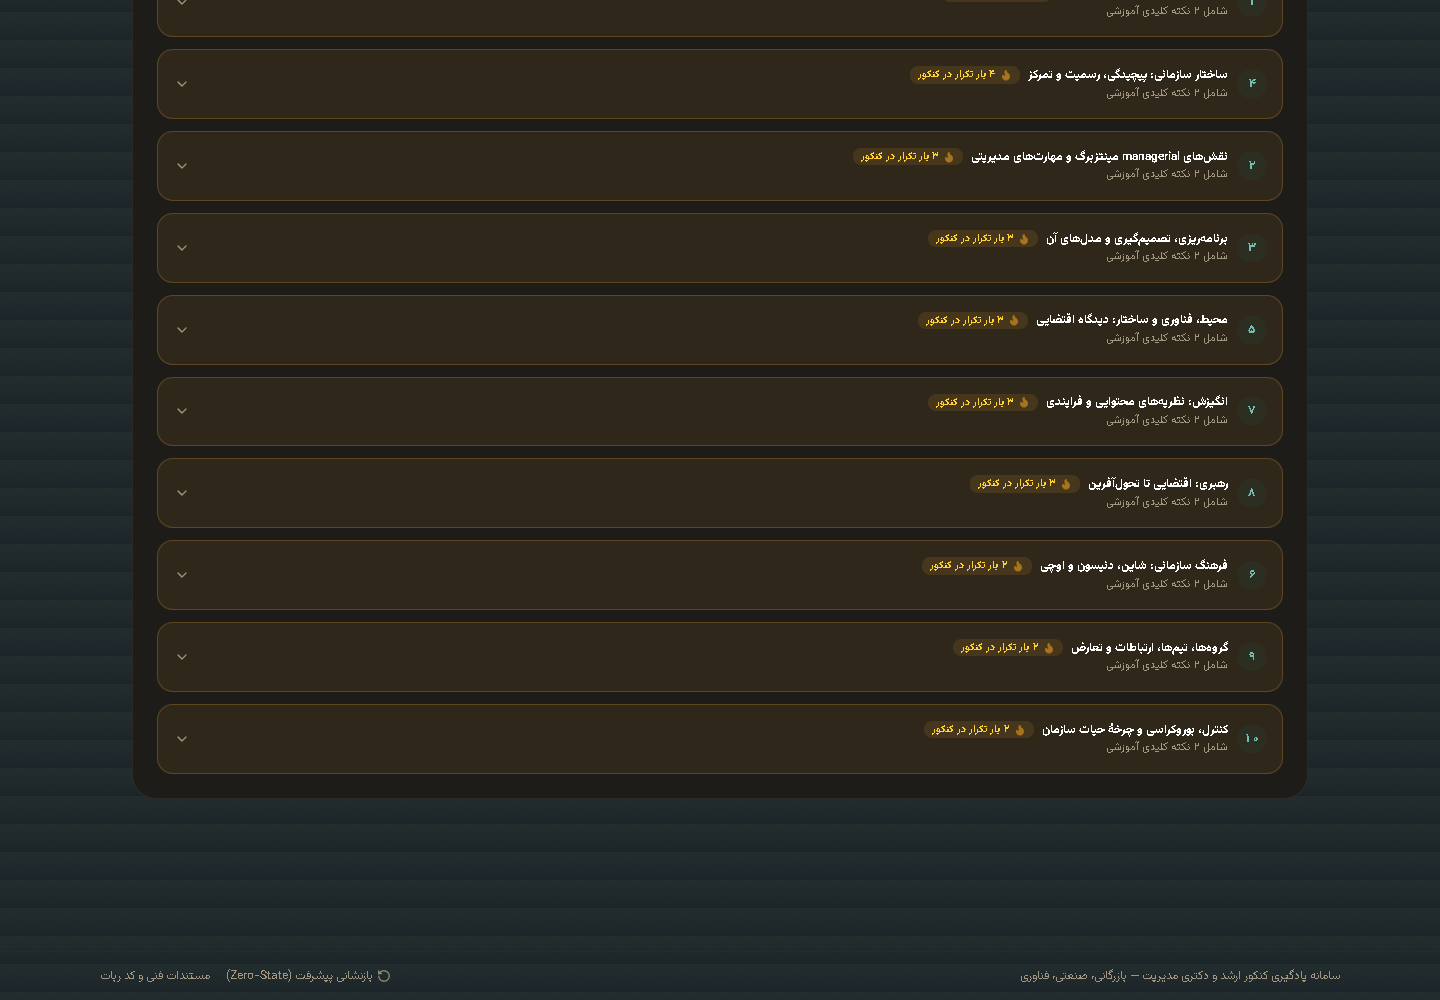 شامل ۲ نکته کلیدی آموزشی
۴
ساختار سازمانی: پیچیدگی، رسمیت و تمرکز
۴ بار تکرار در کنکور
شامل ۲ نکته کلیدی آموزشی
۲
نقش‌های managerial مینتزبرگ و مهارت‌های مدیریتی
۳ بار تکرار در کنکور
شامل ۲ نکته کلیدی آموزشی
۳
برنامه‌ریزی، تصمیم‌گیری و مدل‌های آن
۳ بار تکرار در کنکور
شامل ۲ نکته کلیدی آموزشی
۵
محیط، فناوری و ساختار: دیدگاه اقتضایی
۳ بار تکرار در کنکور
شامل ۲ نکته کلیدی آموزشی
۷
انگیزش: نظریه‌های محتوایی و فرایندی
۳ بار تکرار در کنکور
شامل ۲ نکته کلیدی آموزشی
۸
رهبری: اقتضایی تا تحول‌آفرین
۳ بار تکرار در کنکور
شامل ۲ نکته کلیدی آموزشی
۶
فرهنگ سازمانی: شاین، دنیسون و اوچی
۲ بار تکرار در کنکور
شامل ۲ نکته کلیدی آموزشی
۹
گروه‌ها، تیم‌ها، ارتباطات و تعارض
۲ بار تکرار در کنکور
شامل ۲ نکته کلیدی آموزشی
۱۰
کنترل، بوروکراسی و چرخهٔ حیات سازمان
۲ بار تکرار در کنکور
شامل ۲ نکته کلیدی آموزشی
سامانه یادگیری کنکور ارشد و دکتری مدیریت — بازرگانی، صنعتی، فناوری
بازنشانی پیشرفت (Zero-State)
مستندات فنی و کد ربات